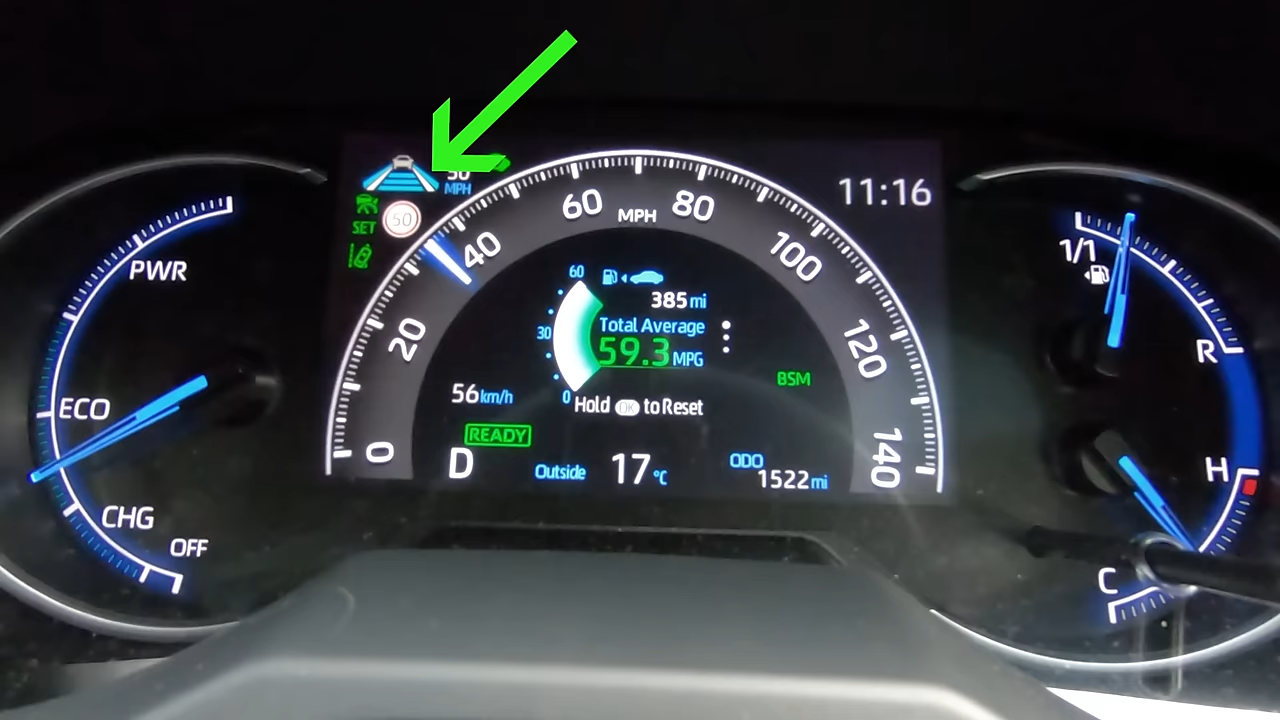 50
MPH
SET
50
11:16
PWR
ECO
CHG
OFF
0
20
40
60
MPH
80
100
120
140
60
30
0
385 mi
Total Average
59.3 MPG
Hold OK to Reset
56 km/h
BSM
READY
D
Outside 17 °C
ODO
1522 mi
1/1
R
H
C